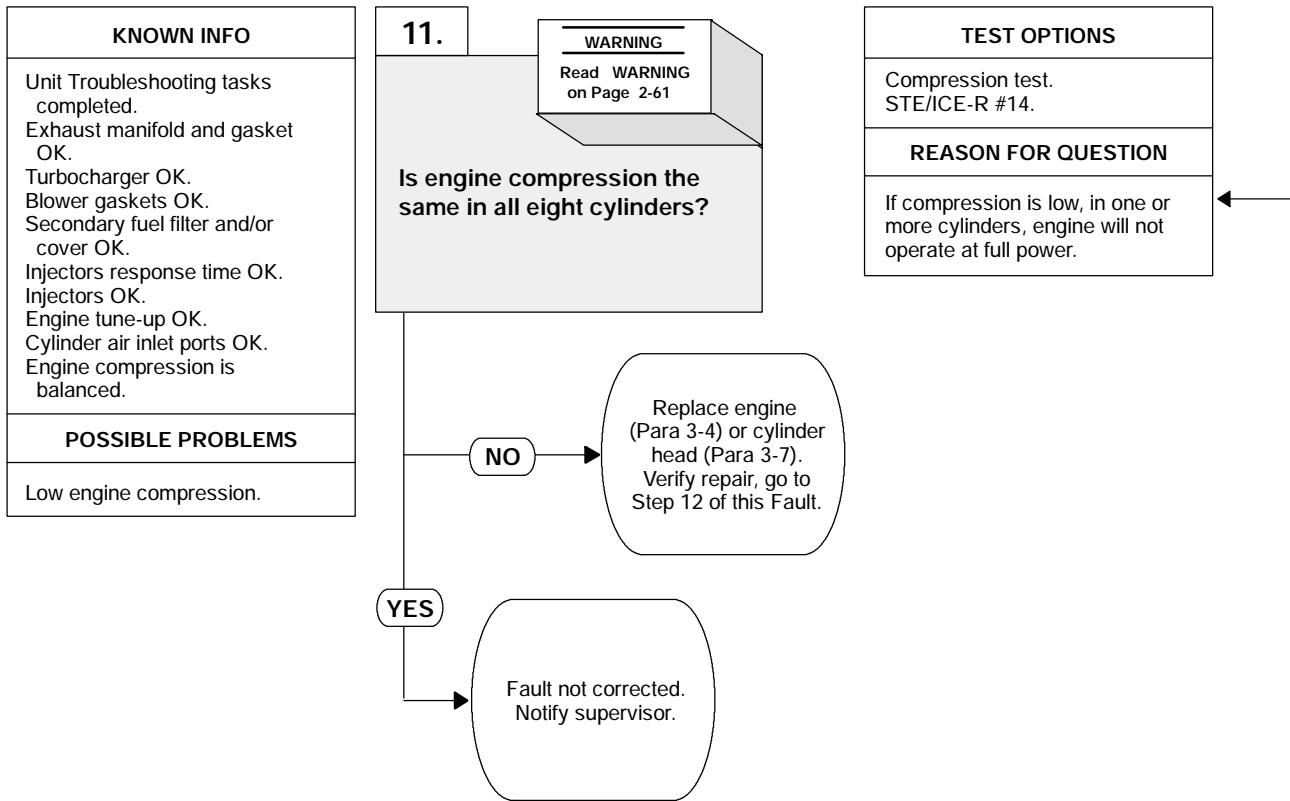 KNOWN INFO
Unit Troubleshooting tasks
completed.
Exhaust manifold and gasket
OK.
Turbocharger OK.
Blower gaskets OK.
Secondary fuel filter and/or
cover OK.
Injectors response time OK.
Injectors OK.
Engine tune-up OK.
Cylinder air inlet ports OK.
Engine compression is
balanced.
POSSIBLE PROBLEMS
Low engine compression.
11.
WARNING
Read WARNING
on Page 2-61
Is engine compression the
same in all eight cylinders?
TEST OPTIONS
Compression test.
STE/ICE-R #14.
REASON FOR QUESTION
If compression is low, in one or
more cylinders, engine will not
operate at full power.
NO
Replace engine
(Para 3-4) or cylinder
head (Para 3-7).
Verify repair, go to
Step 12 of this Fault.
YES
Fault not corrected.
Notify supervisor.